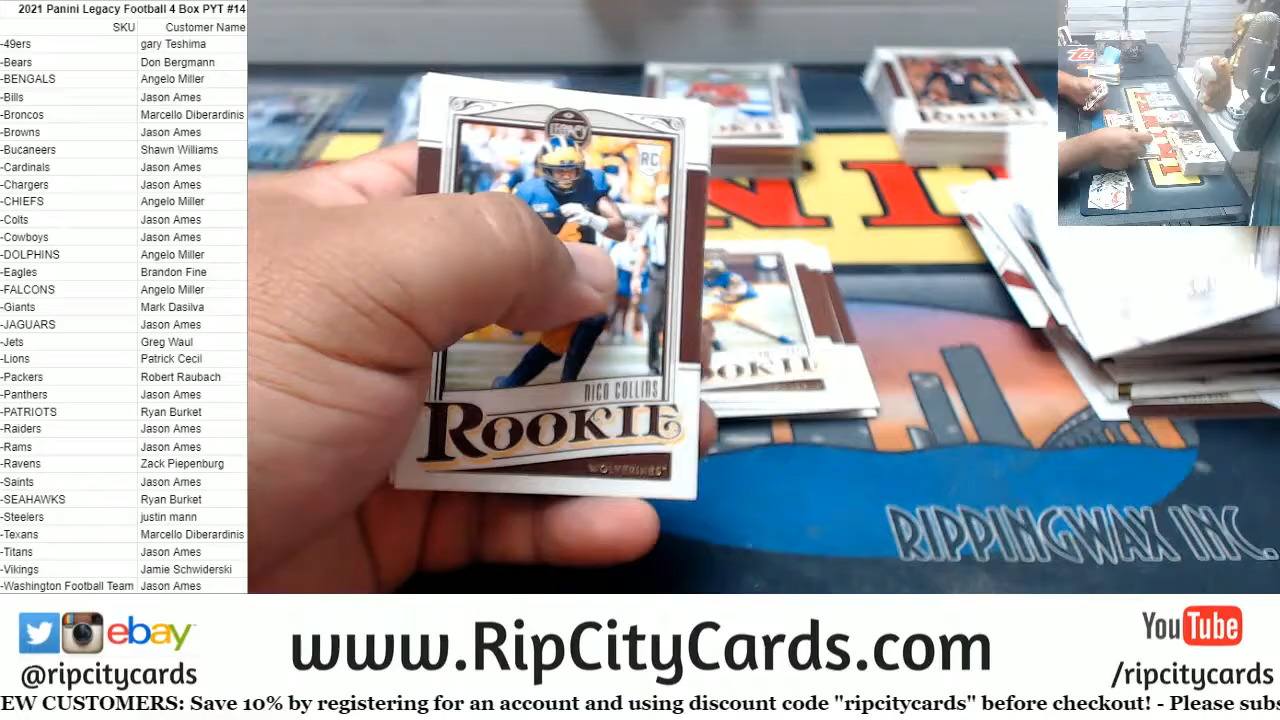 2021 Panini Legacy Football 4 Box PYT #14
SKU Customer Name
-49ers gary Teshima
-Bears Don Bergmann
-BENGALS Angelo Miller
-Bills Jason Ames
-Broncos Marcello Diberardinis
-Browns Jason Ames
-Bucaneers Shawn Williams
-Cardinals Jason Ames
-Chargers Jason Ames
-CHIEFS Angelo Miller
-Colts Jason Ames
-Cowboys Jason Ames
-DOLPHINS Angelo Miller
-Eagles Brandon Fine
-FALCONS Angelo Miller
-Giants Mark Dasilva
-JAGUARS Jason Ames
-Jets Greg Waul
-Lions Patrick Cecil
-Packers Robert Raubach
-Panthers Jason Ames
-PATRIOTS Ryan Burket
-Raiders Jason Ames
-Rams Jason Ames
-Ravens Zack Piepenburg
-Saints Jason Ames
-SEAHAWKS Ryan Burket
-Steelers justin mann
-Texans Marcello Diberardinis
-Titans Jason Ames
-Vikings Jamie Schwiderski
-Washington Football Team Jason Ames
RC
NICO COLLINS
ROOKIE
WOLVERINES
RIPPINGWAX INC.
ebay
@ripcitycards
www.RipCityCards.com
YouTube
/ripcitycards
EW CUSTOMERS: Save 10% by registering for an account and using discount code "ripcitycards" before checkout! - Please subs